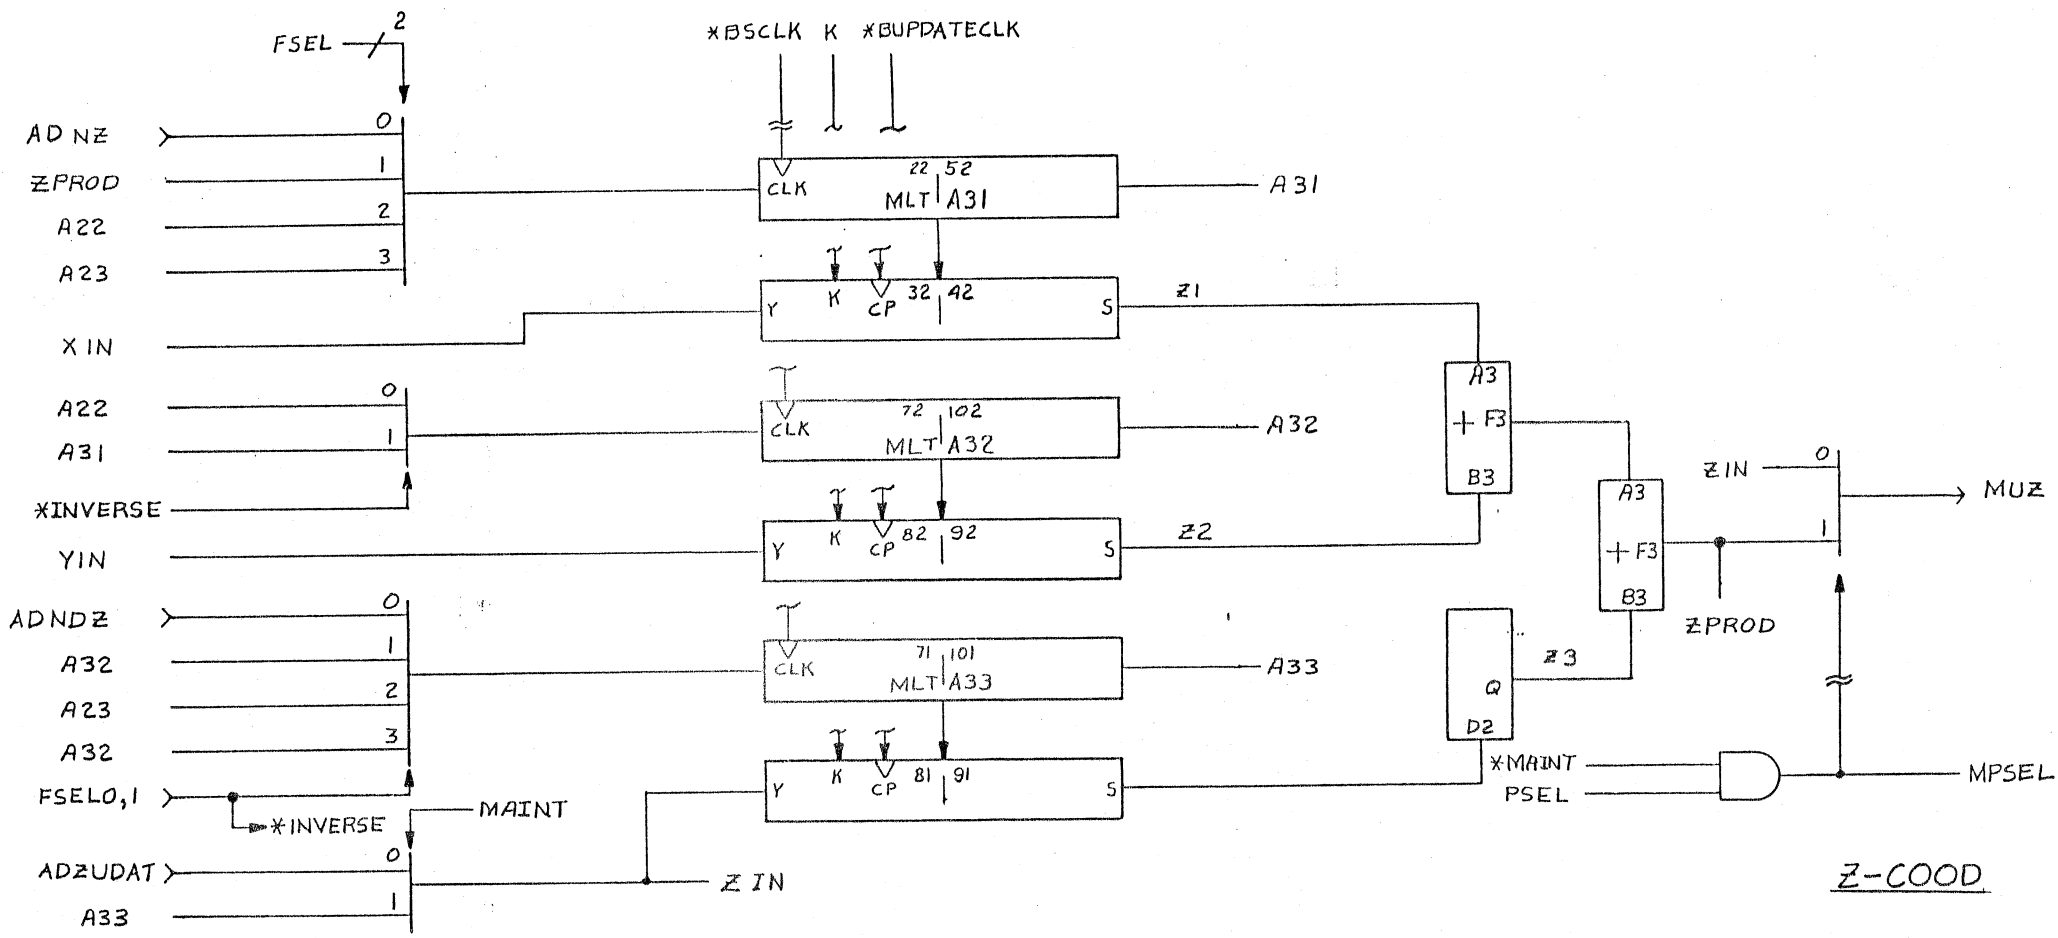 2
FSEL
*BSCLK K *BUPDATECLK
ADNZ 0
ZPROD 1
A22 2
A23 3
CLK 22 52
MLT A31
A31
XIN
Y K CP 32 42 S
Z1
A22 0
A31 1
*INVERSE
CLK 72 102
MLT A32
A32
YIN
Y K CP 82 92 S
Z2
A3
+ F3
B3
A3
+ F3
B3
ZIN 0
1
MUZ
ZPROD
ADNDZ 0
A32 1
A23 2
A32 3
FSEL0,1
*INVERSE
MAINT
CLK 71 101
MLT A33
A33
Y K CP 81 91 S
Z3
Q
D2
*MAINT
PSEL
MPSEL
ADZUDAT 0
A33 1
ZIN
Z-COOD